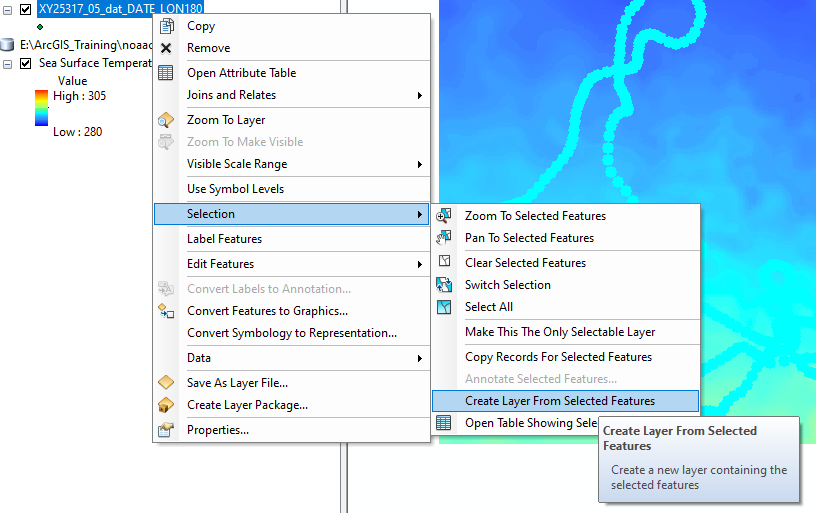 XY25317_05_dat_DATE_LON180
E:\ArcGIS_Training\noaac
Sea Surface Temperat
Value
High : 305
Low : 280
Copy
Remove
Open Attribute Table
Joins and Relates
Zoom To Layer
Zoom To Make Visible
Visible Scale Range
Use Symbol Levels
Selection
Label Features
Edit Features
Convert Labels to Annotation...
Convert Features to Graphics...
Convert Symbology to Representation...
Data
Save As Layer File...
Create Layer Package...
Properties...
Zoom To Selected Features
Pan To Selected Features
Clear Selected Features
Switch Selection
Select All
Make This The Only Selectable Layer
Copy Records For Selected Features
Annotate Selected Features...
Create Layer From Selected Features
Open Table Showing Sele
Create Layer From Selected
Features
Create a new layer containing the
selected features